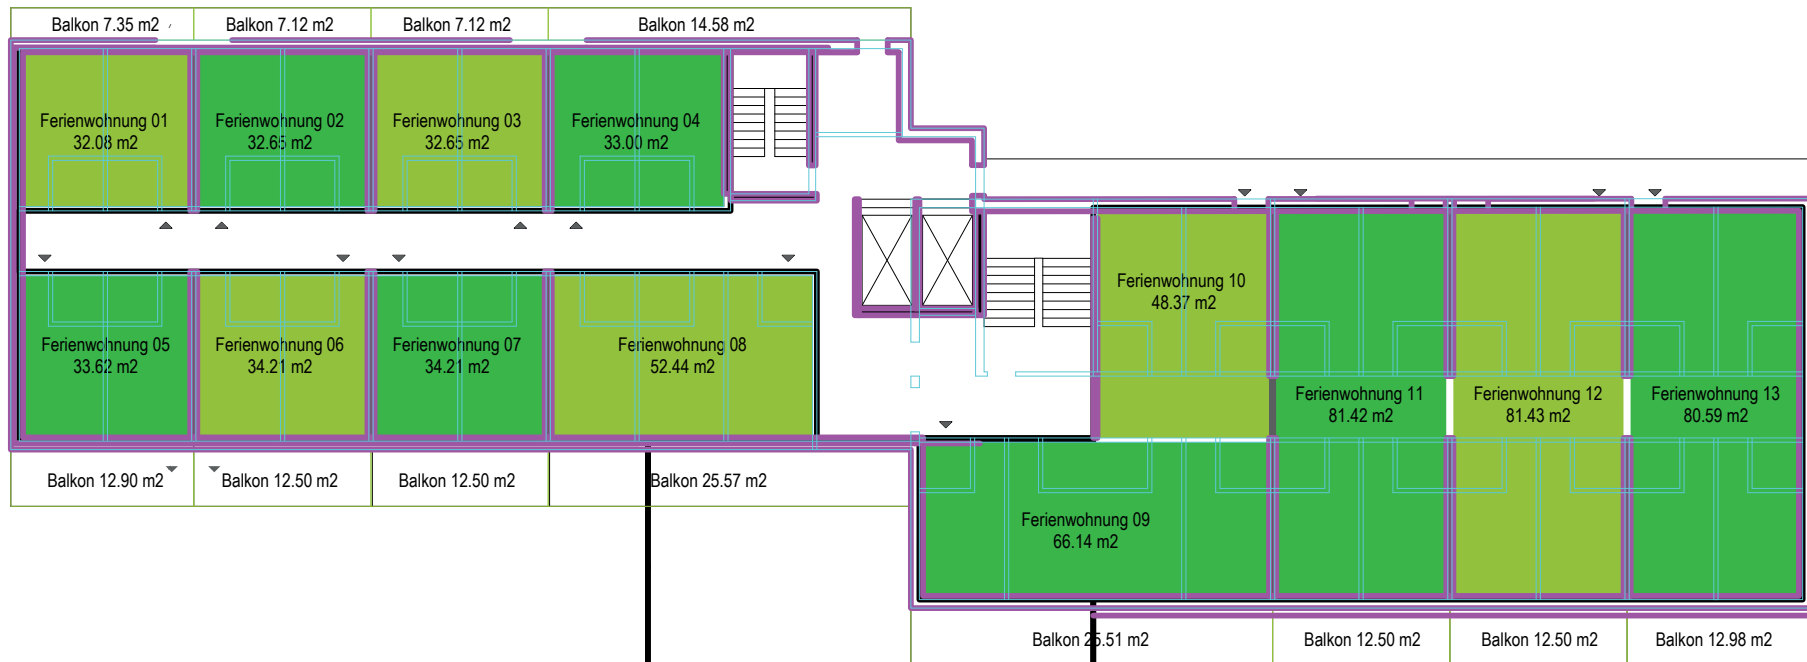 Balkon 7.35 m2
Balkon 7.12 m2
Balkon 7.12 m2
Balkon 14.58 m2
Ferienwohnung 01
32.08 m2
Ferienwohnung 02
32.65 m2
Ferienwohnung 03
32.65 m2
Ferienwohnung 04
33.00 m2
Ferienwohnung 05
33.62 m2
Ferienwohnung 06
34.21 m2
Ferienwohnung 07
34.21 m2
Ferienwohnung 08
52.44 m2
Ferienwohnung 10
48.37 m2
Ferienwohnung 11
81.42 m2
Ferienwohnung 12
81.43 m2
Ferienwohnung 13
80.59 m2
Balkon 12.90 m2
Balkon 12.50 m2
Balkon 12.50 m2
Balkon 25.57 m2
Ferienwohnung 09
66.14 m2
Balkon 25.51 m2
Balkon 12.50 m2
Balkon 12.50 m2
Balkon 12.98 m2